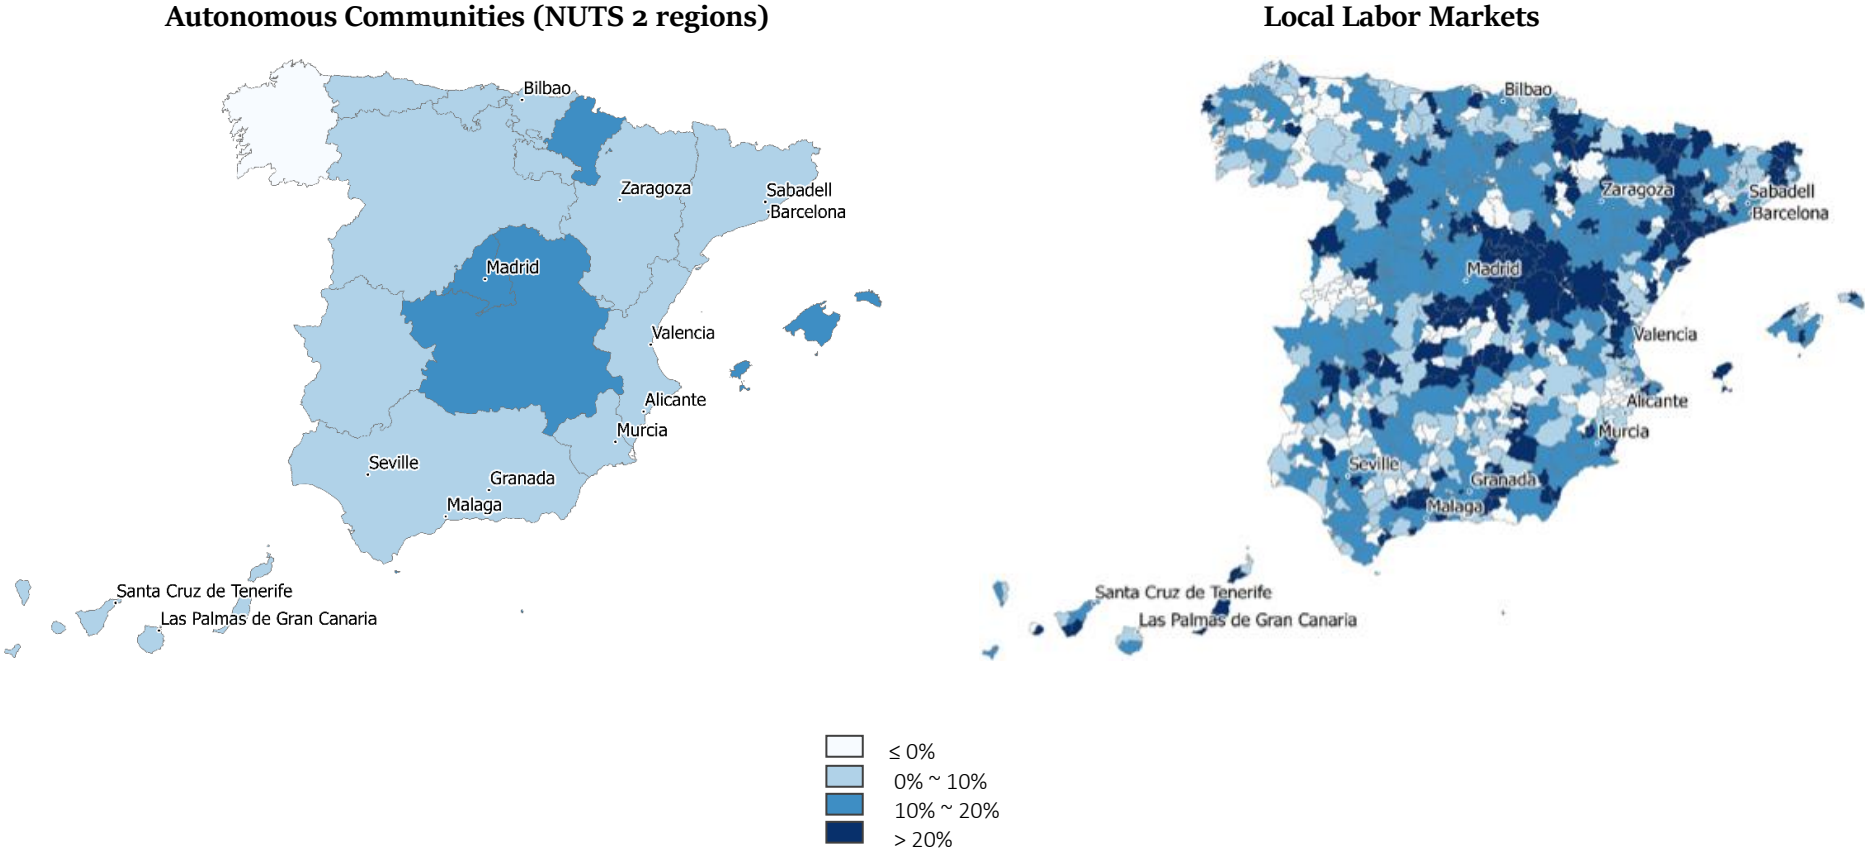 Autonomous Communities (NUTS 2 regions)
Bilbao
Zaragoza
Sabadell
Barcelona
Madrid
Valencia
Alicante
Murcia
Seville
Granada
Malaga
Santa Cruz de Tenerife
Las Palmas de Gran Canaria
Local Labor Markets
Bilbao
Zaragoza
Sabadell
Barcelona
Madrid
Valencia
Alicante
Murcia
Seville
Granada
Malaga
Santa Cruz de Tenerife
Las Palmas de Gran Canaria
≤ 0%
0% ~ 10%
10% ~ 20%
> 20%